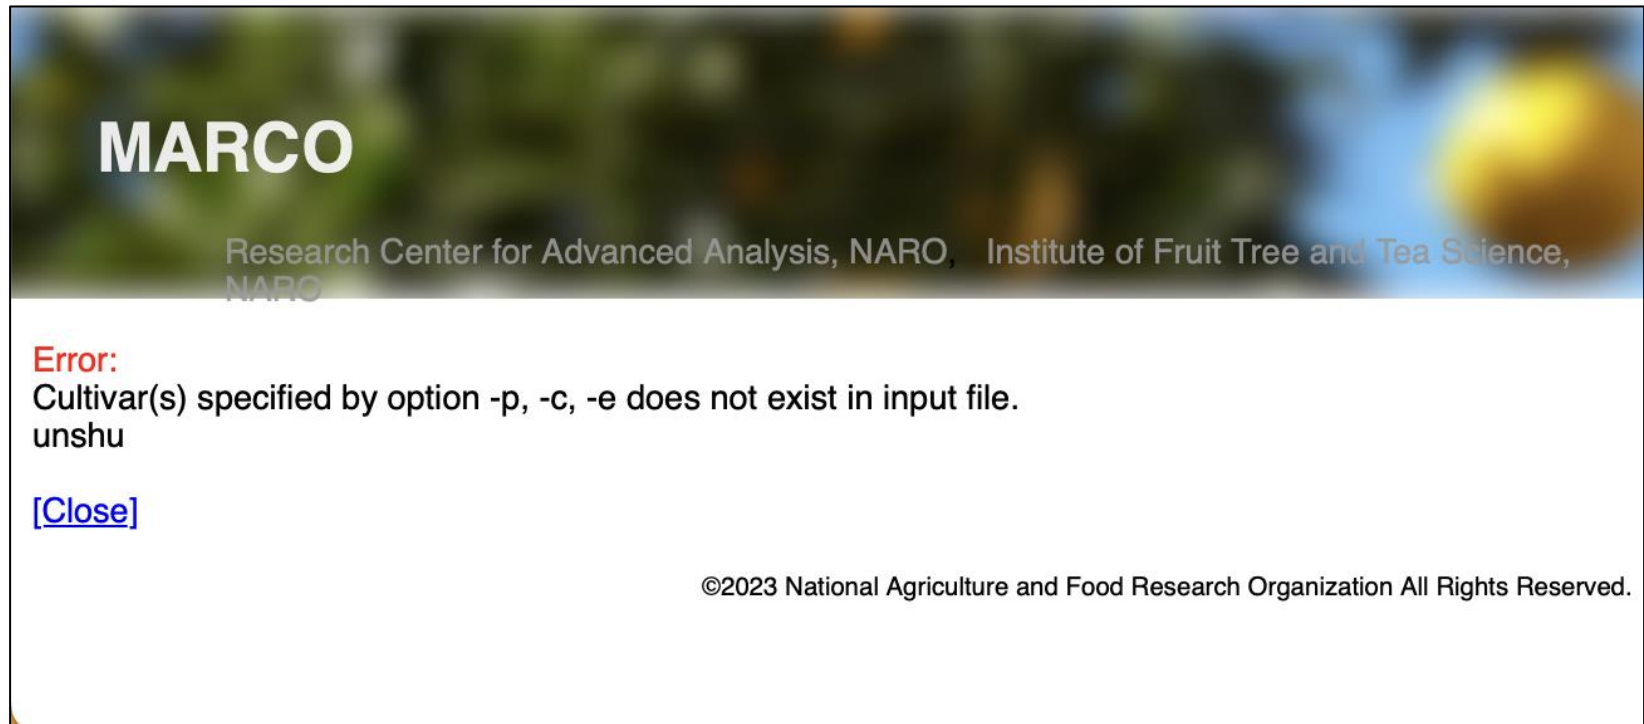 MARCO
Research Center for Advanced Analysis, NARO,   Institute of Fruit Tree and Tea Science,
NARO
Error:
Cultivar(s) specified by option -p, -c, -e does not exist in input file.
unshu
[Close]
©2023 National Agriculture and Food Research Organization All Rights Reserved.